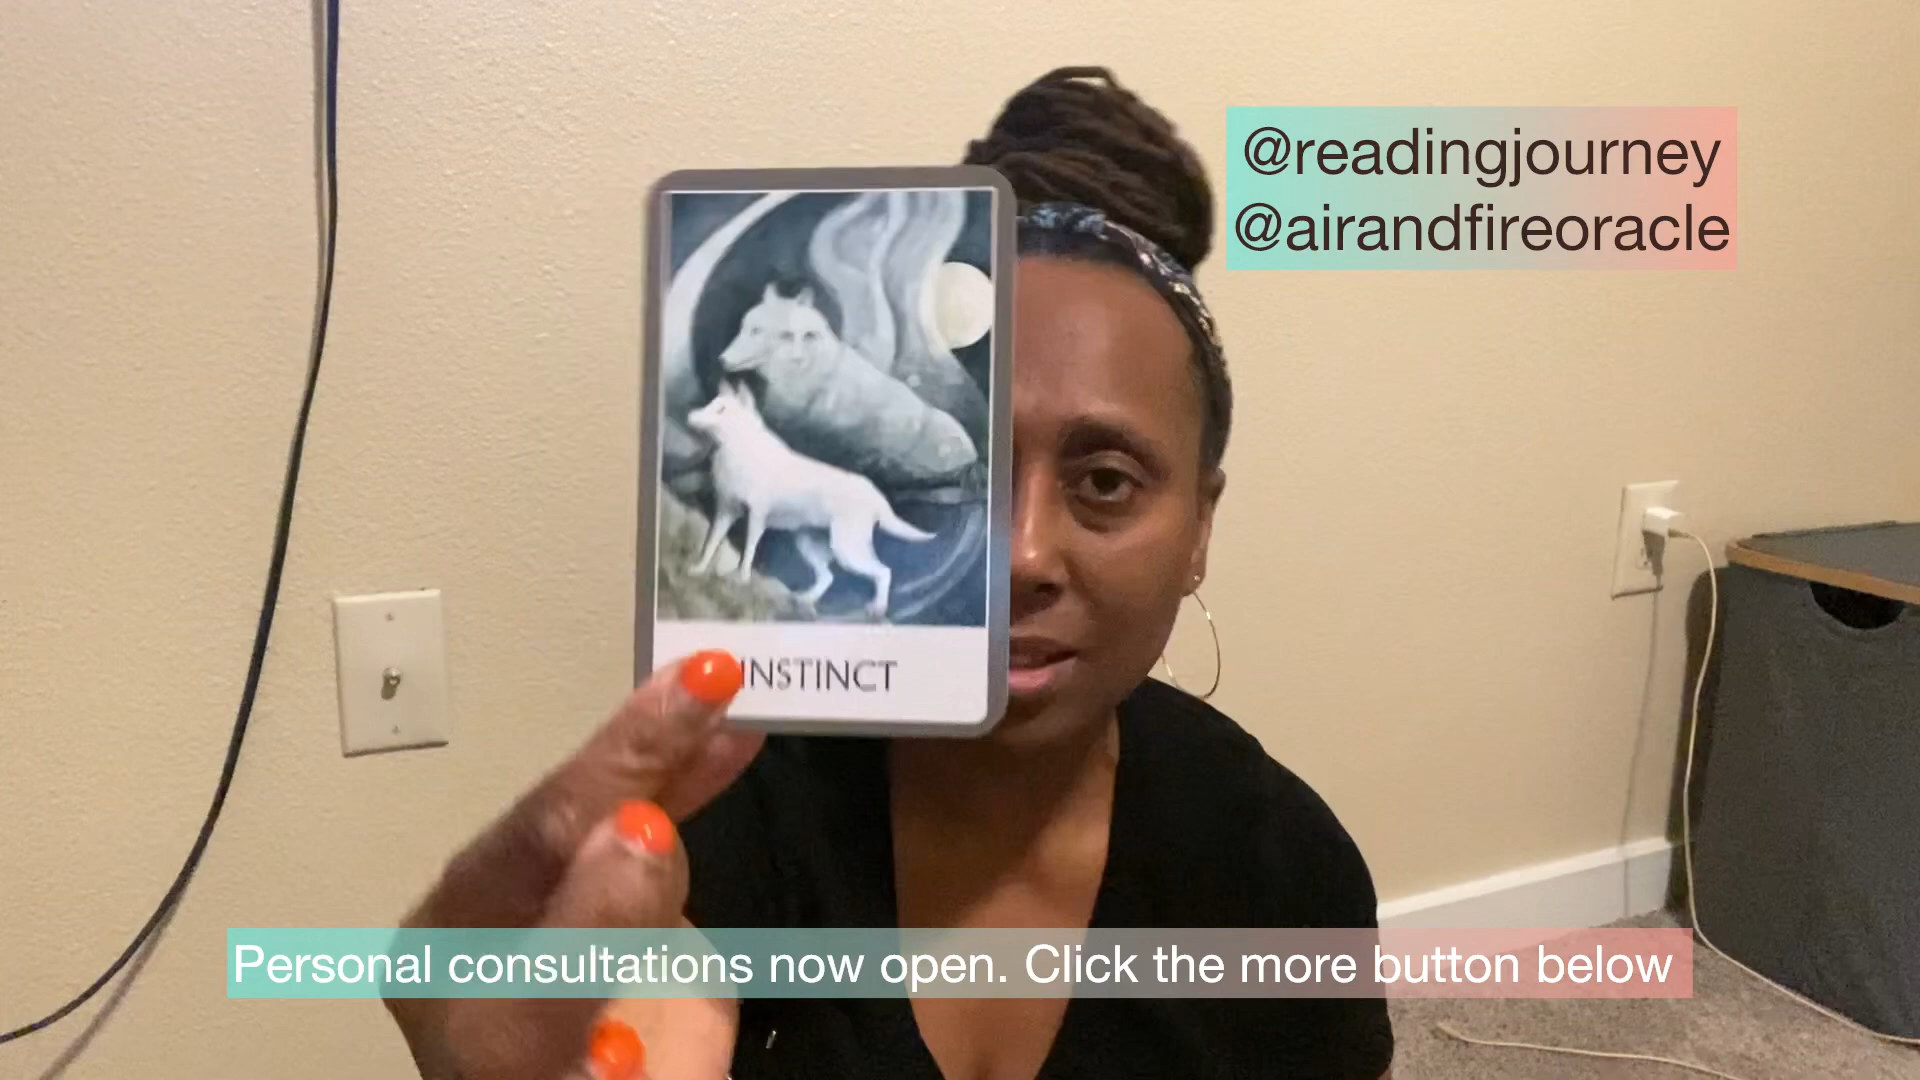 @readingjourney
@airandfireoracle
INSTINCT
Personal consultations now open. Click the more button below